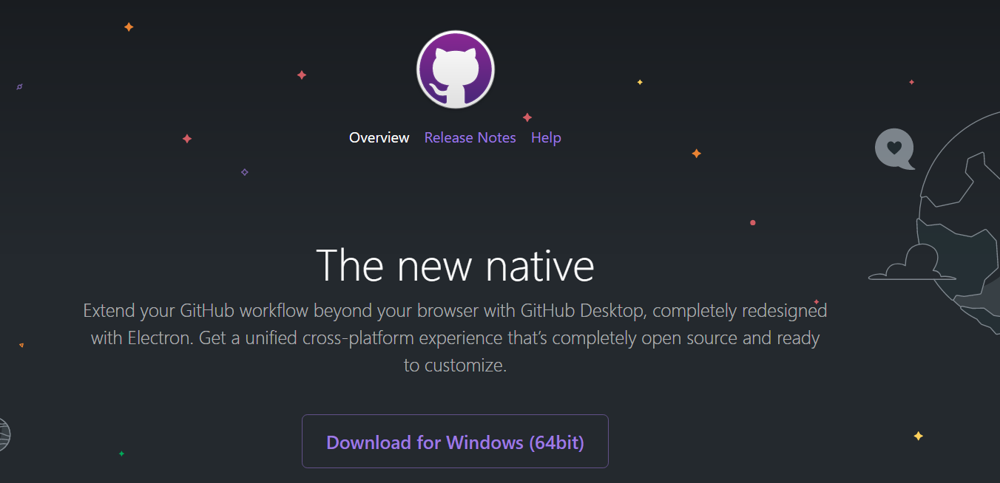 Overview Release Notes Help
The new native
Extend your GitHub workflow beyond your browser with GitHub Desktop, completely redesigned
with Electron. Get a unified cross-platform experience that’s completely open source and ready
to customize.
Download for Windows (64bit)